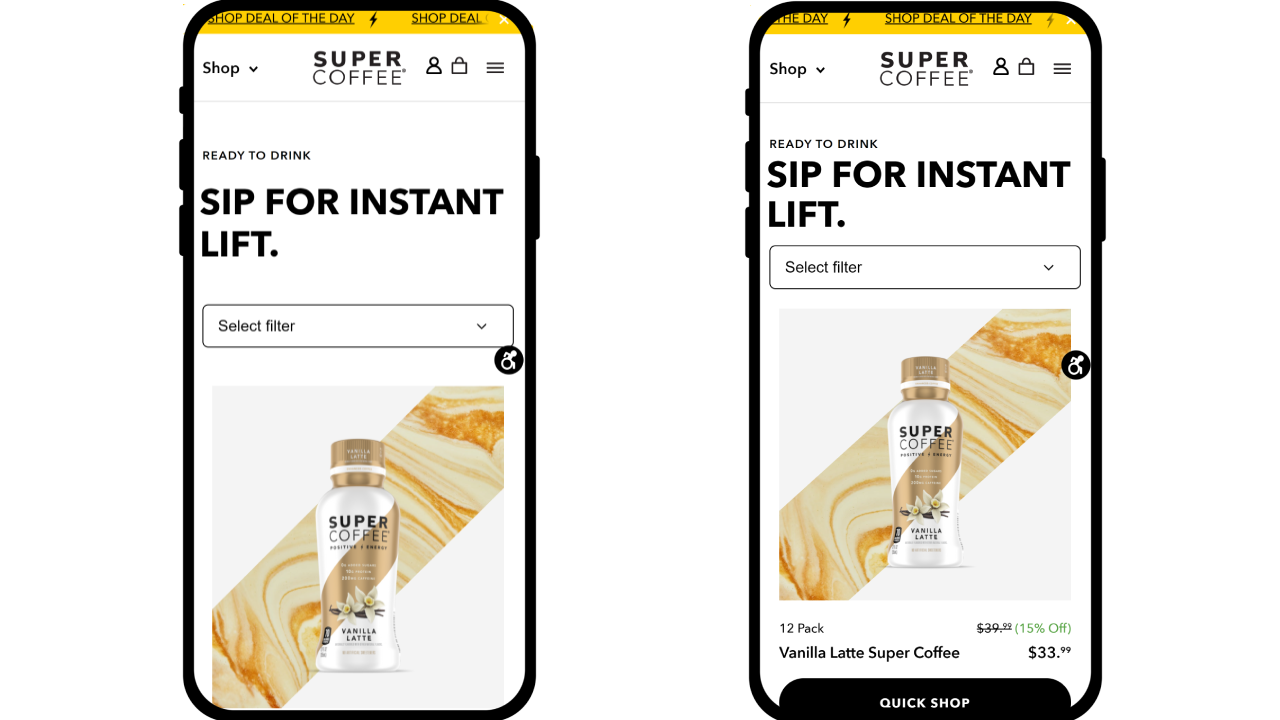 SHOP DEAL OF THE DAY SHOP DEAL
Shop
SUPER
COFFEE
READY TO DRINK
SIP FOR INSTANT
LIFT.
Select filter
VANILLA
LATTE
SUPER
COFFEE
POSITIVE ENERGY
VANILLA
LATTE
THE DAY SHOP DEAL OF THE DAY
Shop
SUPER
COFFEE
READY TO DRINK
SIP FOR INSTANT
LIFT.
Select filter
VANILLA
LATTE
SUPER
COFFEE
POSITIVE ENERGY
VANILLA
LATTE
12 Pack $39.99 (15% Off)
Vanilla Latte Super Coffee $33.99
QUICK SHOP